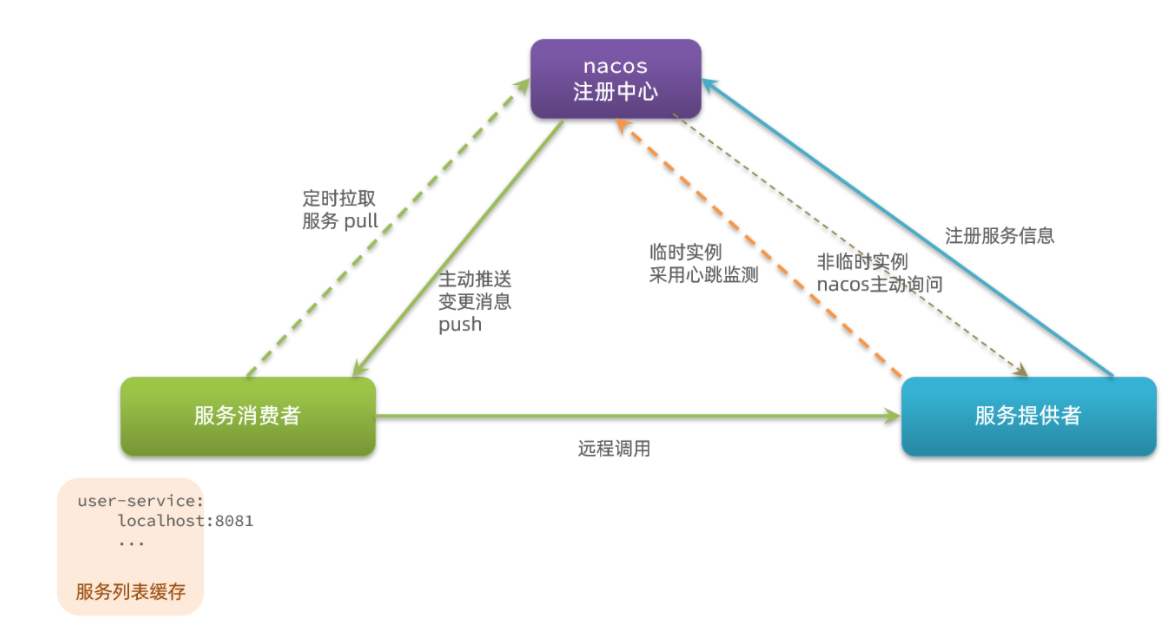 nacos
注册中心
定时拉取
服务 pull
主动推送
变更消息
push
临时实例
采用心跳监测
非临时实例
nacos主动询问
注册服务信息
服务消费者
服务提供者
远程调用
user-service:
localhost:8081
...
服务列表缓存